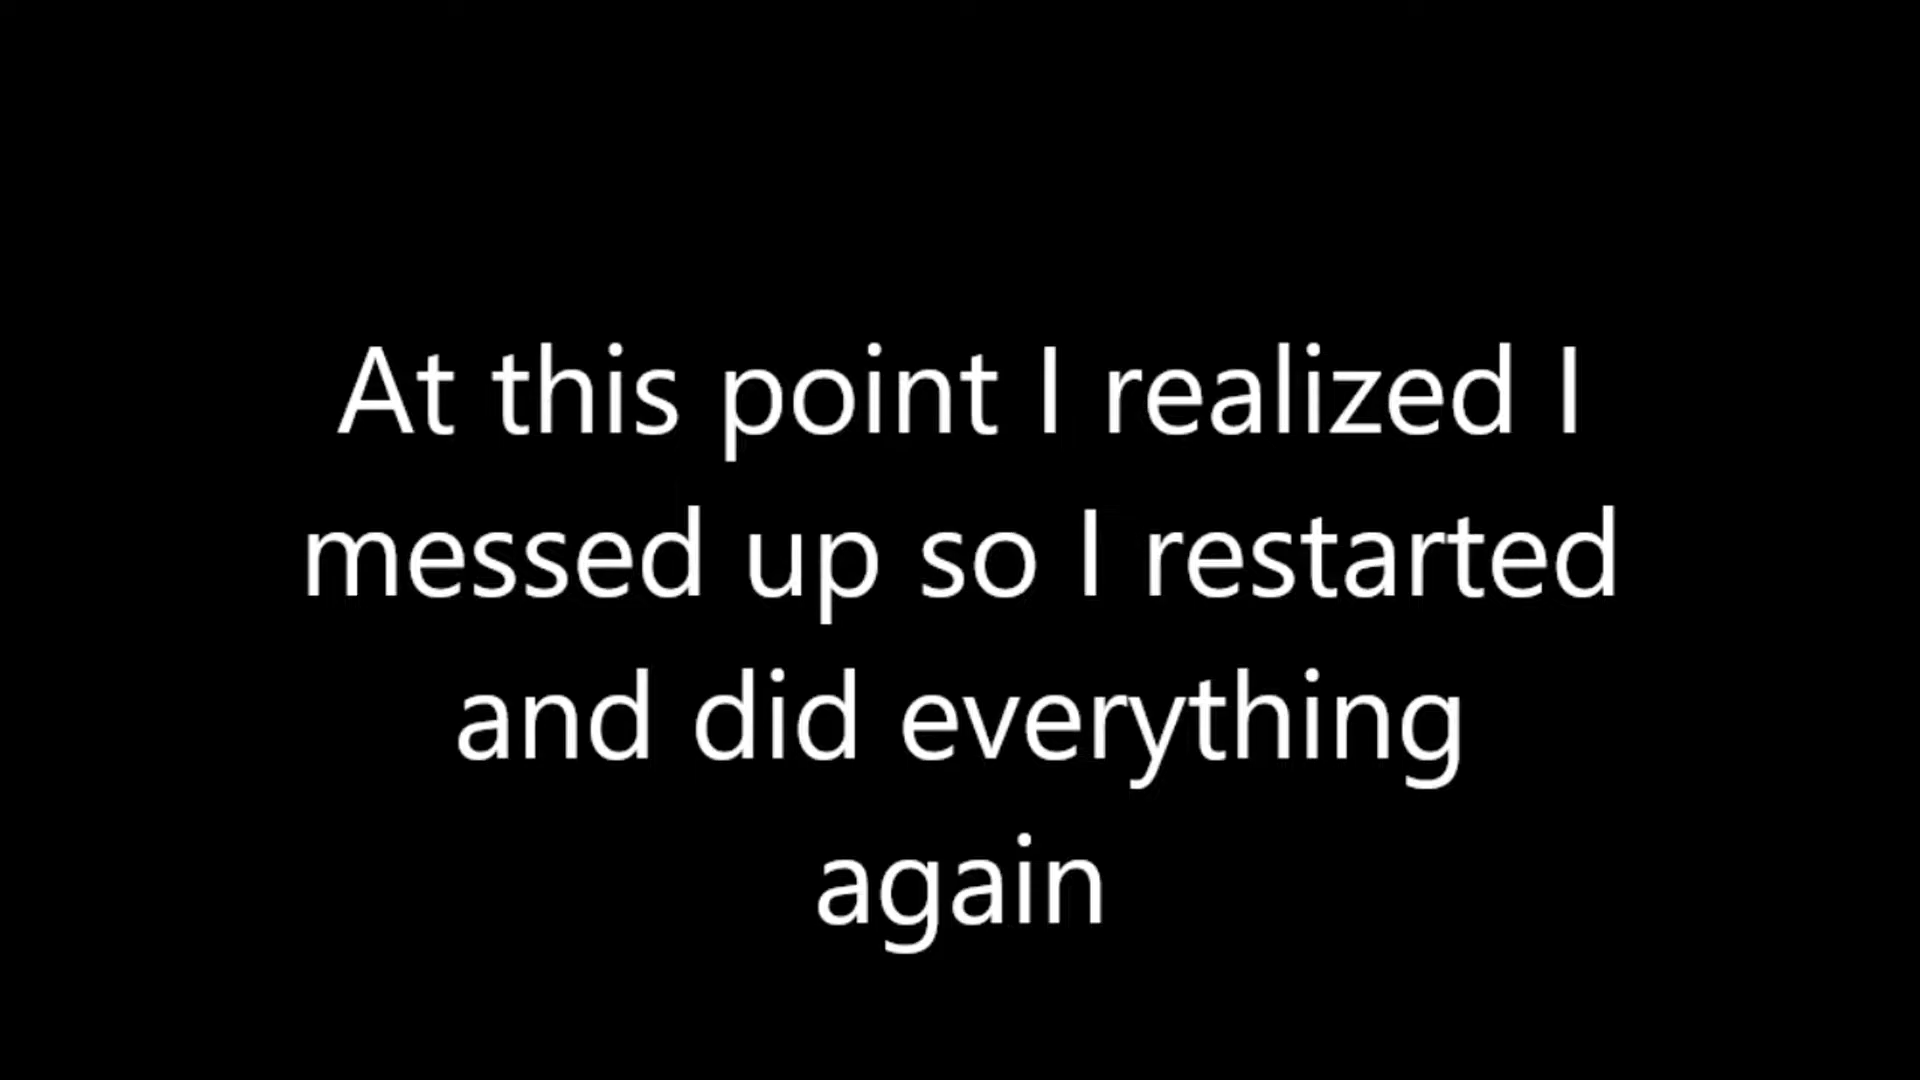 At this point I realized I
messed up so I restarted
and did everything
again